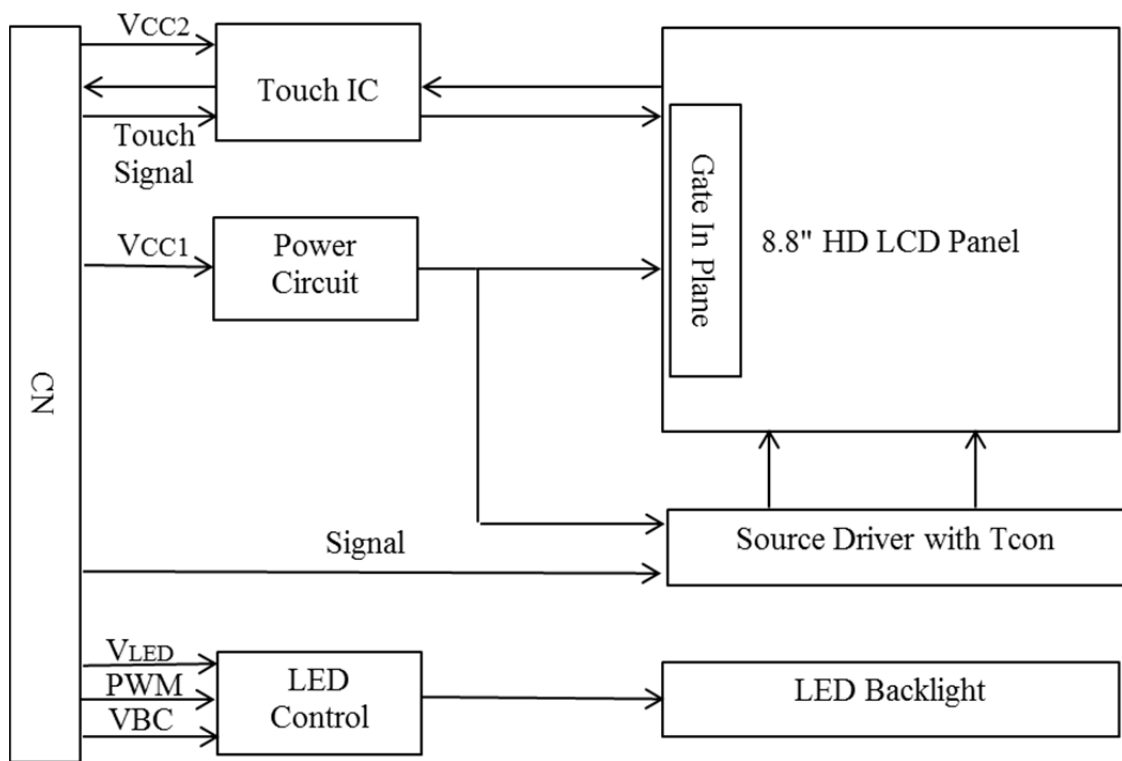 VCC2
Touch IC
Touch
Signal
Gate In Plane
8.8" HD LCD Panel
VCC1
Power
Circuit
CN
Signal
Source Driver with Tcon
VLED
PWM
VBC
LED
Control
LED Backlight